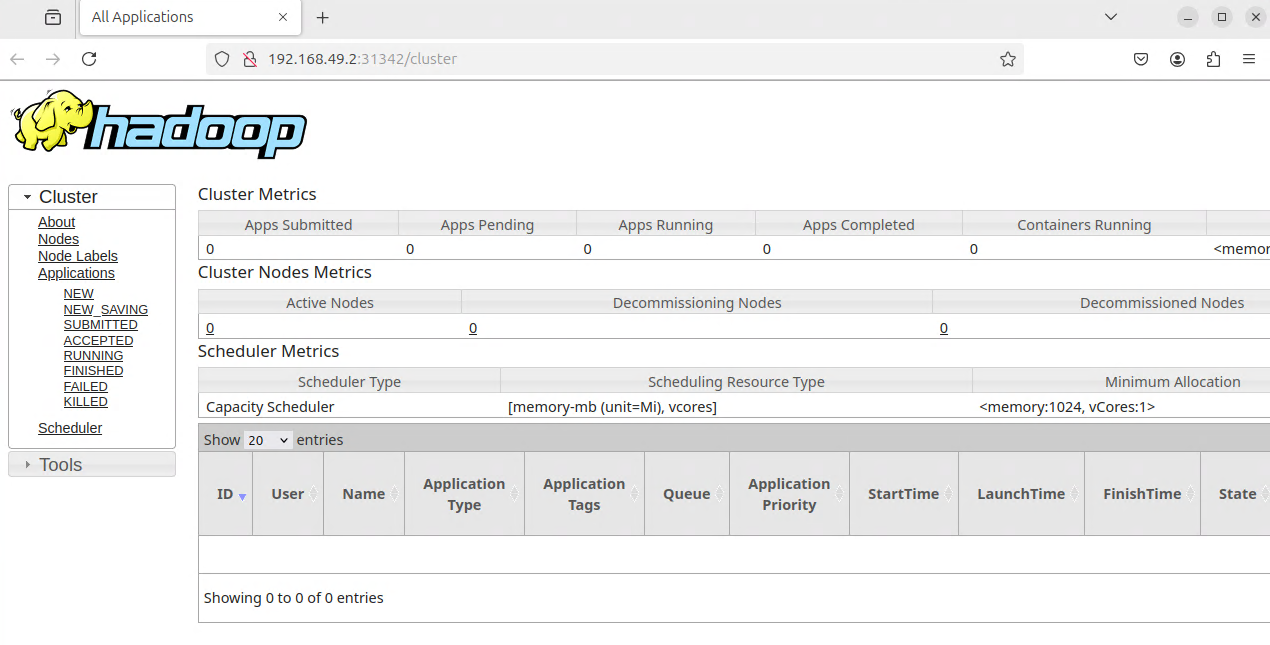 All Applications
192.168.49.2:31342/cluster
hadoop
Cluster
About
Nodes
Node Labels
Applications
NEW
NEW_SAVING
SUBMITTED
ACCEPTED
RUNNING
FINISHED
FAILED
KILLED
Scheduler
Tools
Cluster Metrics
Apps Submitted Apps Pending Apps Running Apps Completed Containers Running
0 0 0 0 0 <memor
Cluster Nodes Metrics
Active Nodes Decommissioning Nodes Decommissioned Nodes
0 0 0
Scheduler Metrics
Scheduler Type Scheduling Resource Type Minimum Allocation
Capacity Scheduler [memory-mb (unit=Mi), vcores] <memory:1024, vCores:1>
Show 20 entries
ID User Name Application Type Application Tags Queue Application Priority StartTime LaunchTime FinishTime State
Showing 0 to 0 of 0 entries